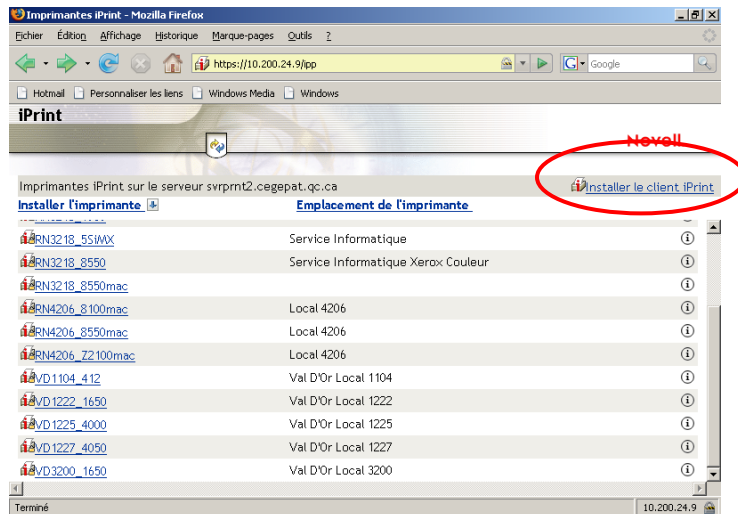 Imprimantes iPrint - Mozilla Firefox
Fichier Édition Affichage Historique Marque-pages Outils ?
https://10.200.24.9/ipp
G Google
Hotmail Personnaliser les liens Windows Media Windows
iPrint
Novell
Imprimantes iPrint sur le serveur svrprnt2.cegepat.qc.ca
Installer le client iPrint
Installer l'imprimante Emplacement de l'imprimante
RN3218_5SiMX Service Informatique
RN3218_8550 Service Informatique Xerox Couleur
RN3218_8550mac
RN4206_8100mac Local 4206
RN4206_8550mac Local 4206
RN4206_Z2100mac Local 4206
VD1104_412 Val D'Or Local 1104
VD1222_1650 Val D'Or Local 1222
VD1225_4000 Val D'Or Local 1225
VD1227_4050 Val D'Or Local 1227
VD3200_1650 Val D'Or Local 3200
Terminé 10.200.24.9